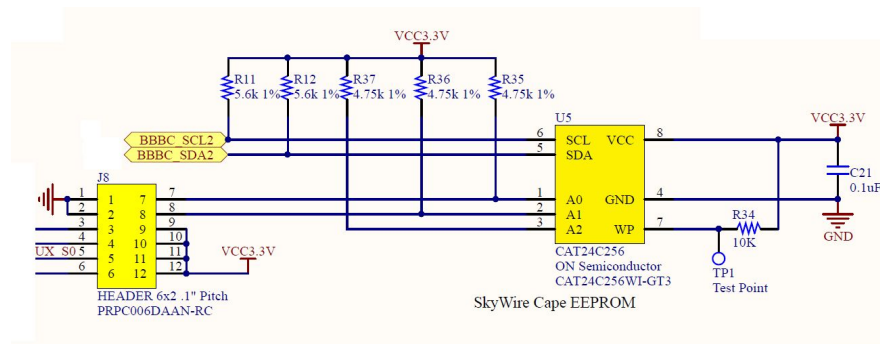 VCC3.3V
R11 R12 R37 R36 R35
5.6k 1% 5.6k 1% 4.75k 1% 4.75k 1% 4.75k 1%
U5
VCC3.3V
BBBC_SCL2 6 SCL VCC 8
BBBC_SDA2 5 SDA
C21
0.1uF
J8
1 1 7 7 1 A0 GND 4
2 2 8 8 2 A1
3 3 9 9 3 A2 WP 7
R34
10K
GND
4 4 10 10
UX_S0 5 5 11 11
6 6 12 12
VCC3.3V
CAT24C256
ON Semiconductor
CAT24C256WI-GT3
TP1
Test Point
HEADER 6x2 .1" Pitch
PRPC006DAAN-RC
SkyWire Cape EEPROM